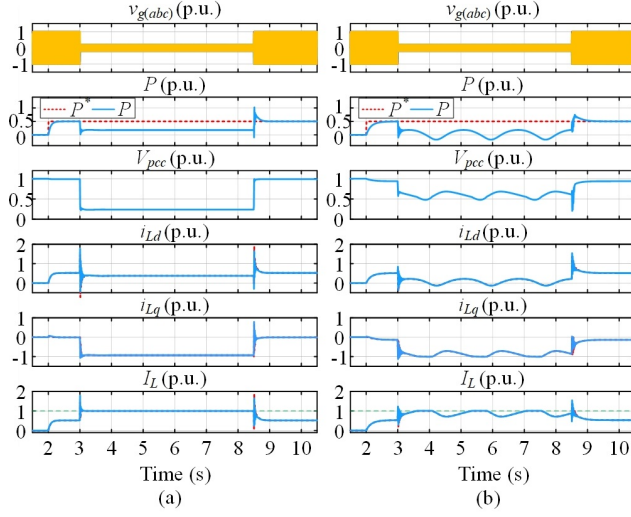 v_g(abc) (p.u.) v_g(abc) (p.u.)
1 1
0 0
-1 -1
P (p.u.) P (p.u.)
1 P* P 1 P* P
0.5 0.5
0 0
V_pcc (p.u.) V_pcc (p.u.)
1 1
0.5 0.5
0 0
i_Ld (p.u.) i_Ld (p.u.)
2 2
1 1
0 0
i_Lq (p.u.) i_Lq (p.u.)
1 1
0 0
-1 -1
I_L (p.u.) I_L (p.u.)
2 2
1 1
0 0
2 3 4 5 6 7 8 9 10 2 3 4 5 6 7 8 9 10
Time (s) Time (s)
(a) (b)